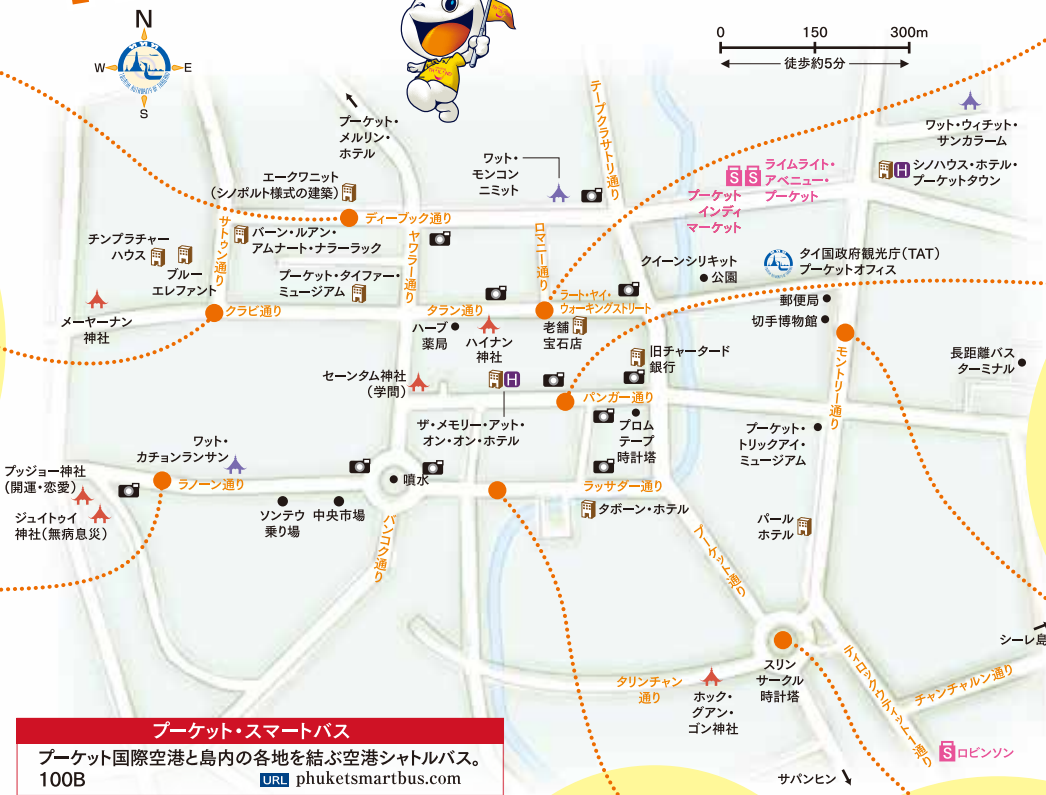 N
W
E
S
0 150 300m
徒歩約5分
プーケット・
メルリン・
ホテル
エークワニット
(シノポルト様式の建築)
ワット・
モンコン
ニミット
テープクラサトリ通り
ライムライト・
アベニュー・
プーケット
プーケット
インディ
マーケット
ワット・ウィチット・
サンカラーム
シノハウス・ホテル・
プーケットタウン
H
S
S
ディーブック通り
サトゥン通り
バーン・ルアン・
アムナート・ナラーラック
ヤワラー通り
ロマニー通り
チンプラチャー
ハウス
ブルー
エレファント
プーケット・タイファー・
ミュージアム
クイーンシリキット
公園
タイ国政府観光庁(TAT)
プーケットオフィス
メーヤーナン
神社
クラビ通り
タラン通り
ラート・ヤイ・
ウォーキングストリート
郵便局
切手博物館
ハーブ
薬局
ハイナン
神社
老舗
宝石店
旧チャータード
銀行
モントリー通り
長距離バス
ターミナル
セーンタム神社
(学問)
H
ザ・メモリー・アット・
オン・オン・ホテル
パンガー通り
プロム
テープ
時計塔
プーケット・
トリックアイ・
ミュージアム
ワット・
カチョンランサン
プッジョー神社
(開運・恋愛)
ジュイトゥイ
神社(無病息災)
ラノーン通り
噴水
ラッサダー通り
ソンテウ
乗り場
中央市場
タボーン・ホテル
パール
ホテル
バンコク通り
プーケット通り
シーレ島
スリン
サークル
時計塔
タリンチャン
通り
ホック・
グアン・
ゴン神社
チャンチャルン通り
S
ロビンソン
サパンヒン
プーケット・スマートバス
プーケット国際空港と島内の各地を結ぶ空港シャトルバス。
100B
URL phuketsmartbus.com